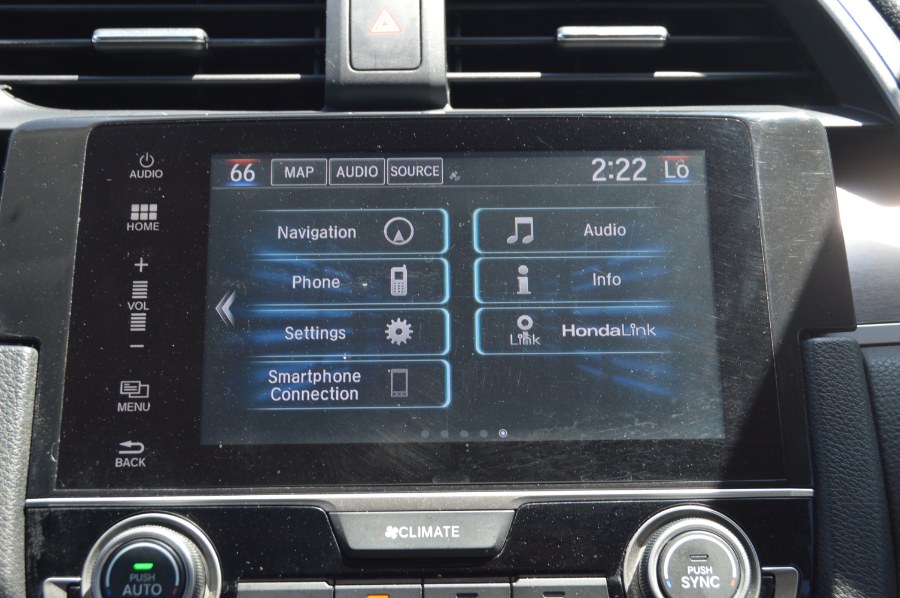 AUDIO
HOME
+
VOL
−
MENU
BACK
66 MAP AUDIO SOURCE 2:22 Lo
Navigation
Phone
Settings
Smartphone
Connection
Audio
Info
Link HondaLink
CLIMATE
PUSH
AUTO
PUSH
SYNC